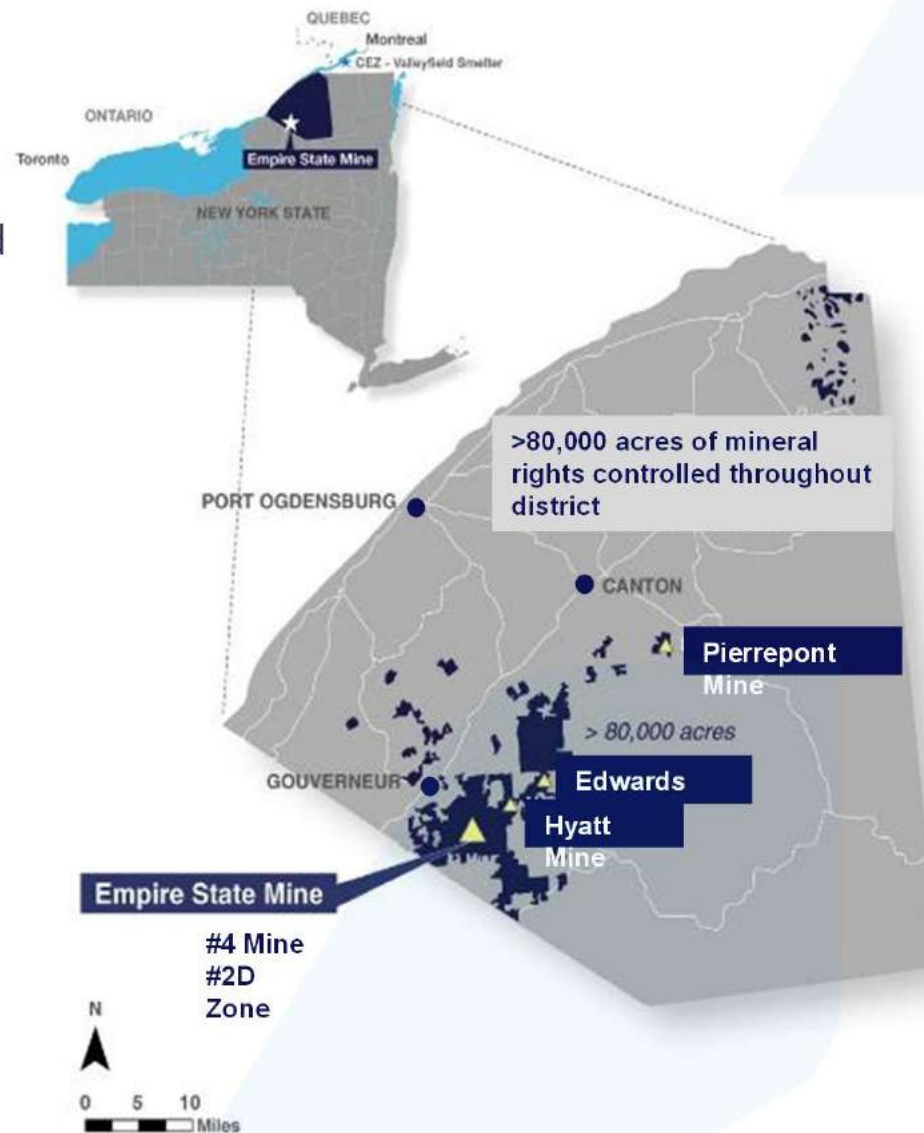 QUEBEC
Montreal
CEZ - Valleyfield Smelter
ONTARIO
Toronto
Empire State Mine
NEW YORK STATE
>80,000 acres of mineral
rights controlled throughout
district
PORT OGDENSBURG
CANTON
Pierrepont
Mine
> 80,000 acres
Edwards
GOUVERNEUR
Hyatt
Mine
Empire State Mine
#4 Mine
#2D
Zone
N
0 5 10
Miles